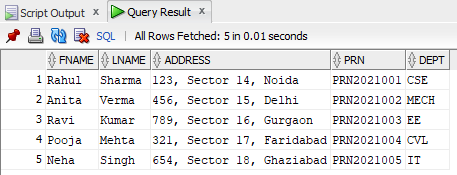 Script Output × Query Result ×
SQL | All Rows Fetched: 5 in 0.01 seconds
FNAME LNAME ADDRESS PRN DEPT
1 Rahul Sharma 123, Sector 14, Noida PRN2021001 CSE
2 Anita Verma 456, Sector 15, Delhi PRN2021002 MECH
3 Ravi Kumar 789, Sector 16, Gurgaon PRN2021003 EE
4 Pooja Mehta 321, Sector 17, Faridabad PRN2021004 CVL
5 Neha Singh 654, Sector 18, Ghaziabad PRN2021005 IT